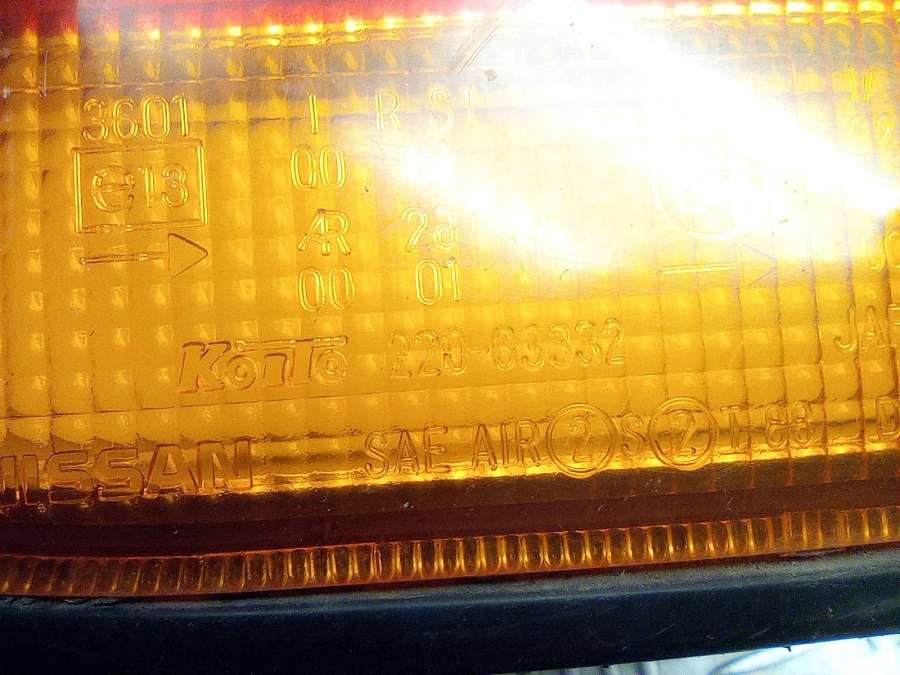 3601 I R S1
e13 00
AR 2a
00 01
KOITO 220-63332
NISSAN SAE AIR 2 S 2 T 88